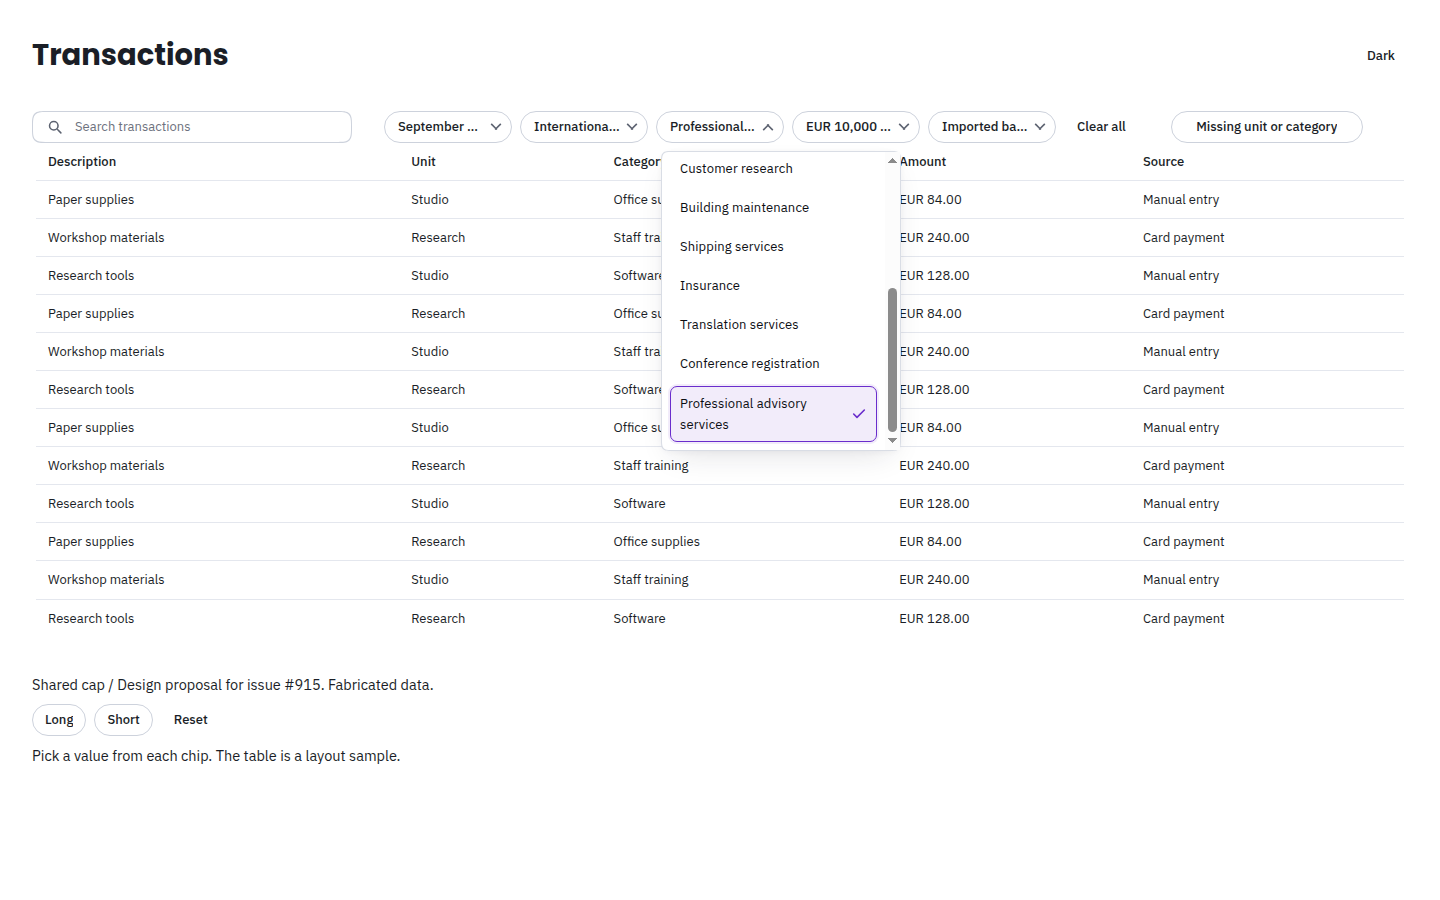 Transactions
Dark
Search transactions
September ...
Internationa...
Professional...
EUR 10,000 ...
Imported ba...
Clear all
Missing unit or category
Description Unit Amount Source
Paper supplies Studio Office EUR 84.00 Manual entry
Workshop materials Research Staff EUR 240.00 Card payment
Research tools Studio Software EUR 128.00 Manual entry
Paper supplies Research Office EUR 84.00 Card payment
Workshop materials Studio Staff EUR 240.00 Manual entry
Research tools Research Software EUR 128.00 Card payment
Paper supplies Studio Office EUR 84.00 Manual entry
Workshop materials Research Staff training EUR 240.00 Card payment
Research tools Studio Software EUR 128.00 Manual entry
Paper supplies Research Office supplies EUR 84.00 Card payment
Workshop materials Studio Staff training EUR 240.00 Manual entry
Research tools Research Software EUR 128.00 Card payment
Customer research
Building maintenance
Shipping services
Insurance
Translation services
Conference registration
Professional advisory
services
Shared cap / Design proposal for issue #915. Fabricated data.
Long
Short
Reset
Pick a value from each chip. The table is a layout sample.